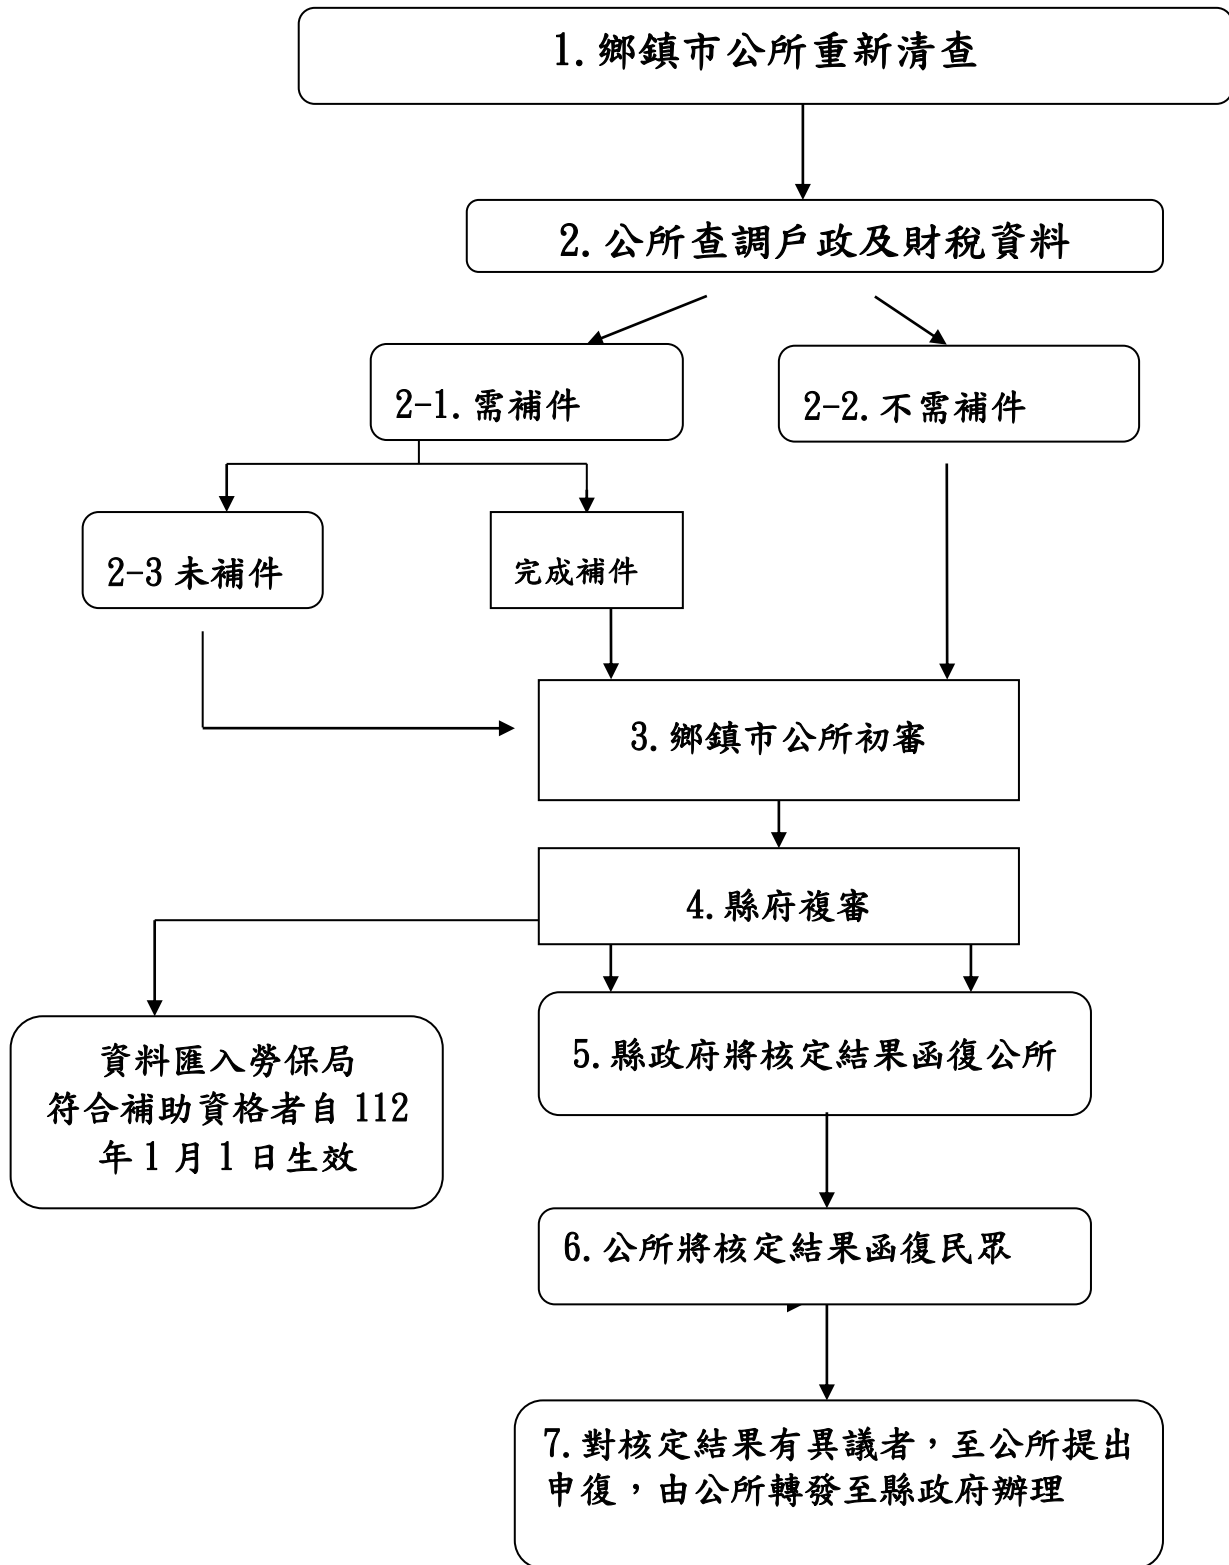 1.鄉鎮市公所重新清查
2.公所查調戶政及財稅資料
2-1.需補件
2-2.不需補件
2-3未補件
完成補件
3.鄉鎮市公所初審
4.縣府複審
資料匯入勞保局
符合補助資格者自112
年1月1日生效
5.縣政府將核定結果函復公所
6.公所將核定結果函復民眾
7.對核定結果有異議者，至公所提出
申復，由公所轉發至縣政府辦理